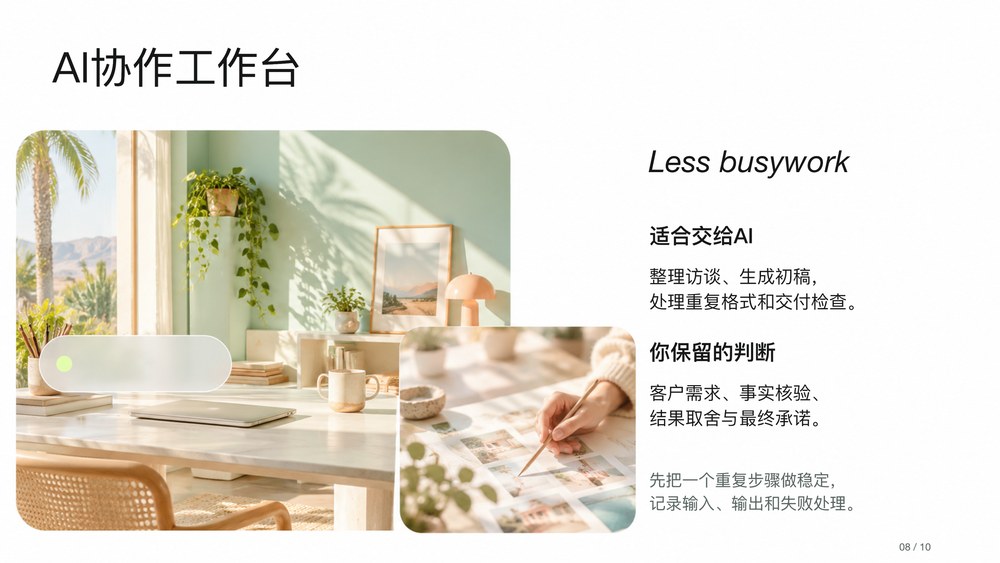 AI协作工作台
Less busywork
适合交给AI
整理访谈、生成初稿，
处理重复格式和交付检查。
你保留的判断
客户需求、事实核验、
结果取舍与最终承诺。
先把一个重复步骤做稳定，
记录输入、输出和失败处理。
08 / 10